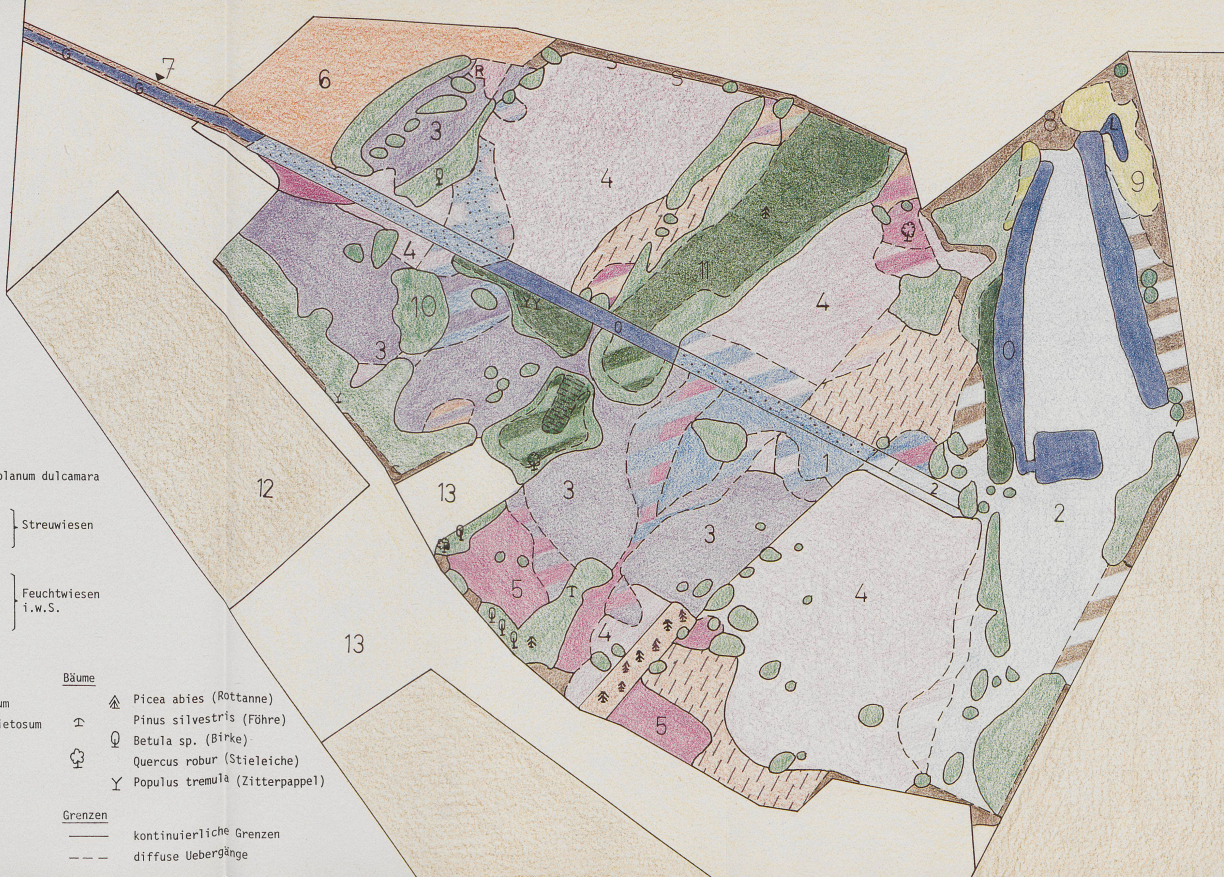 7
6
G
G
R
3
4
8
L
9
4
11
10
4
3
0
0
4
1
2
2
3
3
12
13
5
4
4
13
5
olanum dulcamara
Streuwiesen
Feuchtwiesen
i.w.S.
um
ietosum
Bäume
Picea abies (Rottanne)
Pinus silvestris (Föhre)
Betula sp. (Birke)
Quercus robur (Stieleiche)
Populus tremula (Zitterpappel)
Grenzen
kontinuierliche Grenzen
diffuse Uebergänge